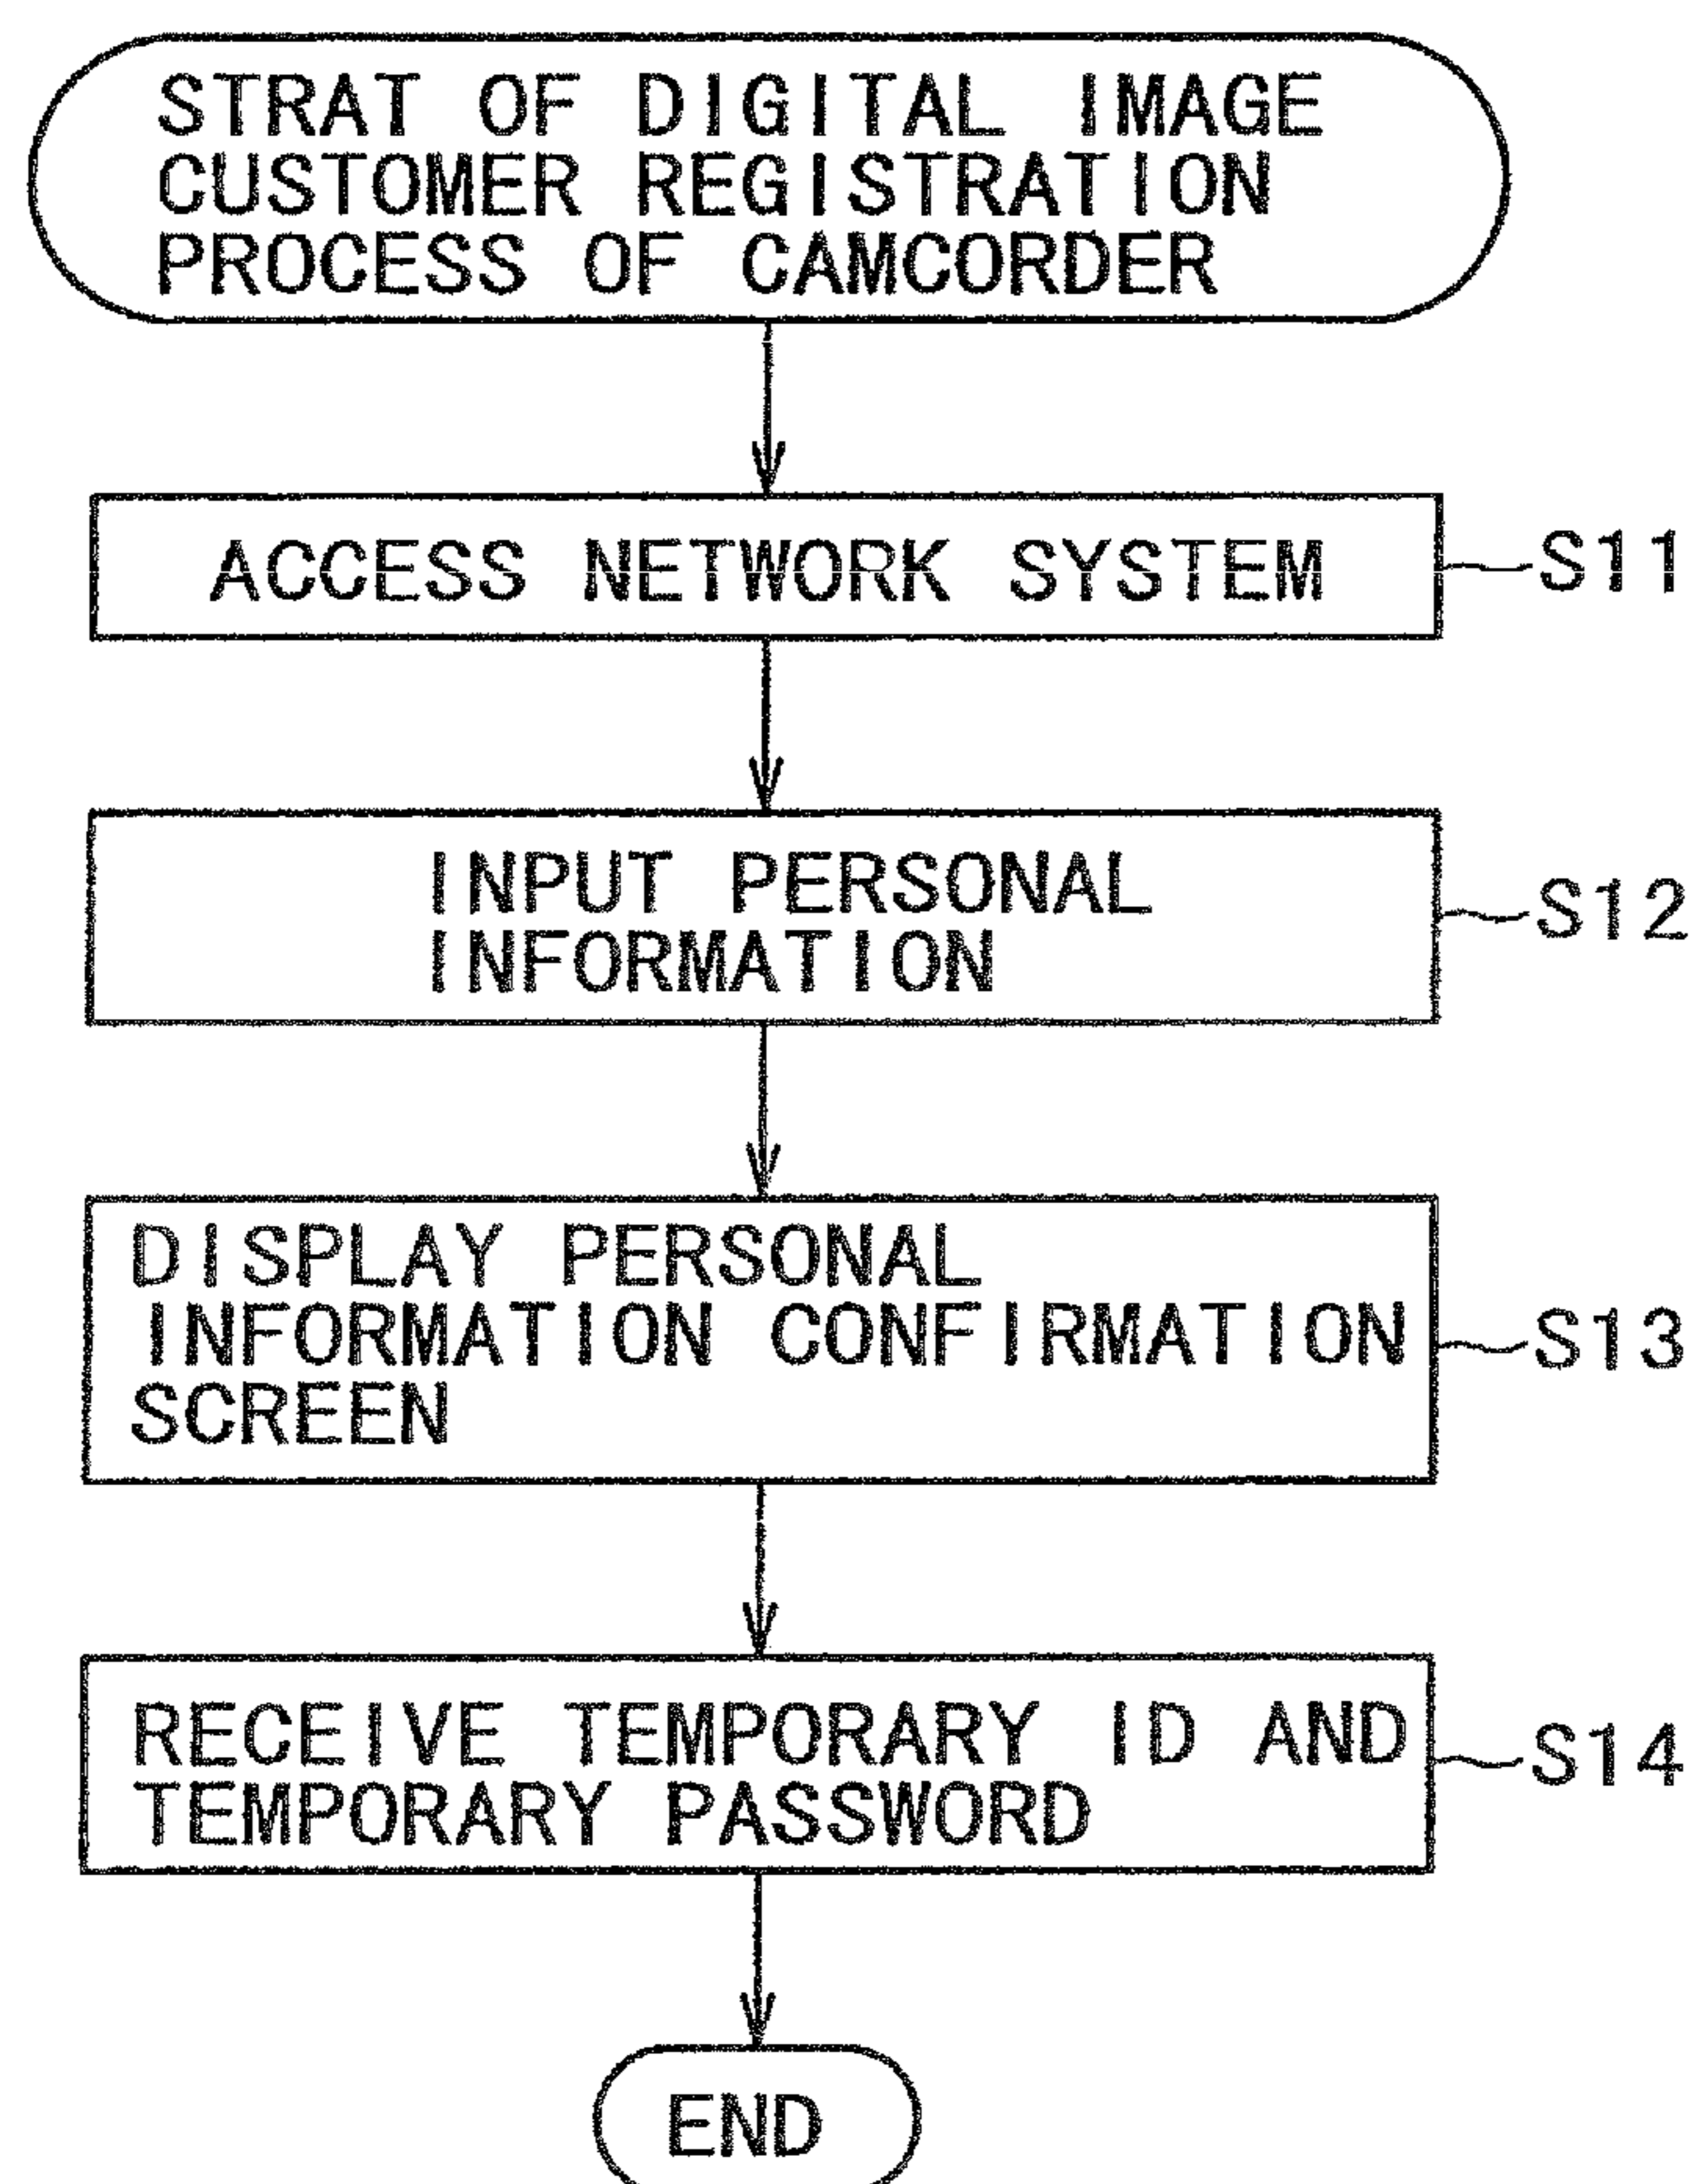 STRAT OF DIGITAL IMAGE
CUSTOMER REGISTRATION
PROCESS OF CAMCORDER
ACCESS NETWORK SYSTEM
S11
INPUT PERSONAL
INFORMATION
S12
DISPLAY PERSONAL
INFORMATION CONFIRMATION
SCREEN
S13
RECEIVE TEMPORARY ID AND
TEMPORARY PASSWORD
S14
END